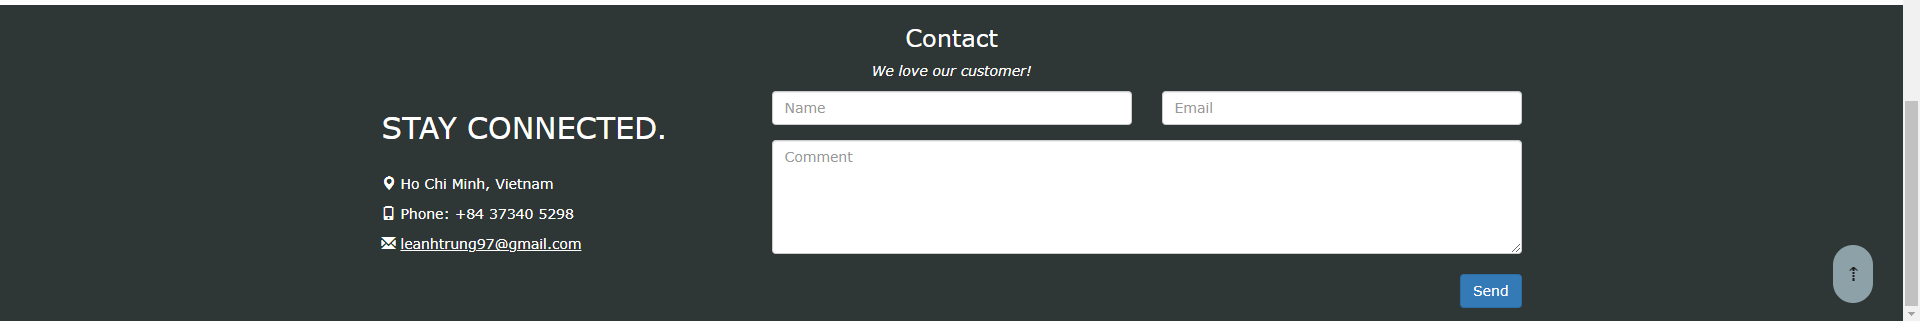 Contact
We love our customer!
STAY CONNECTED.
Ho Chi Minh, Vietnam
Phone: +84 37340 5298
leanhtrung97@gmail.com
Name
Email
Comment
Send